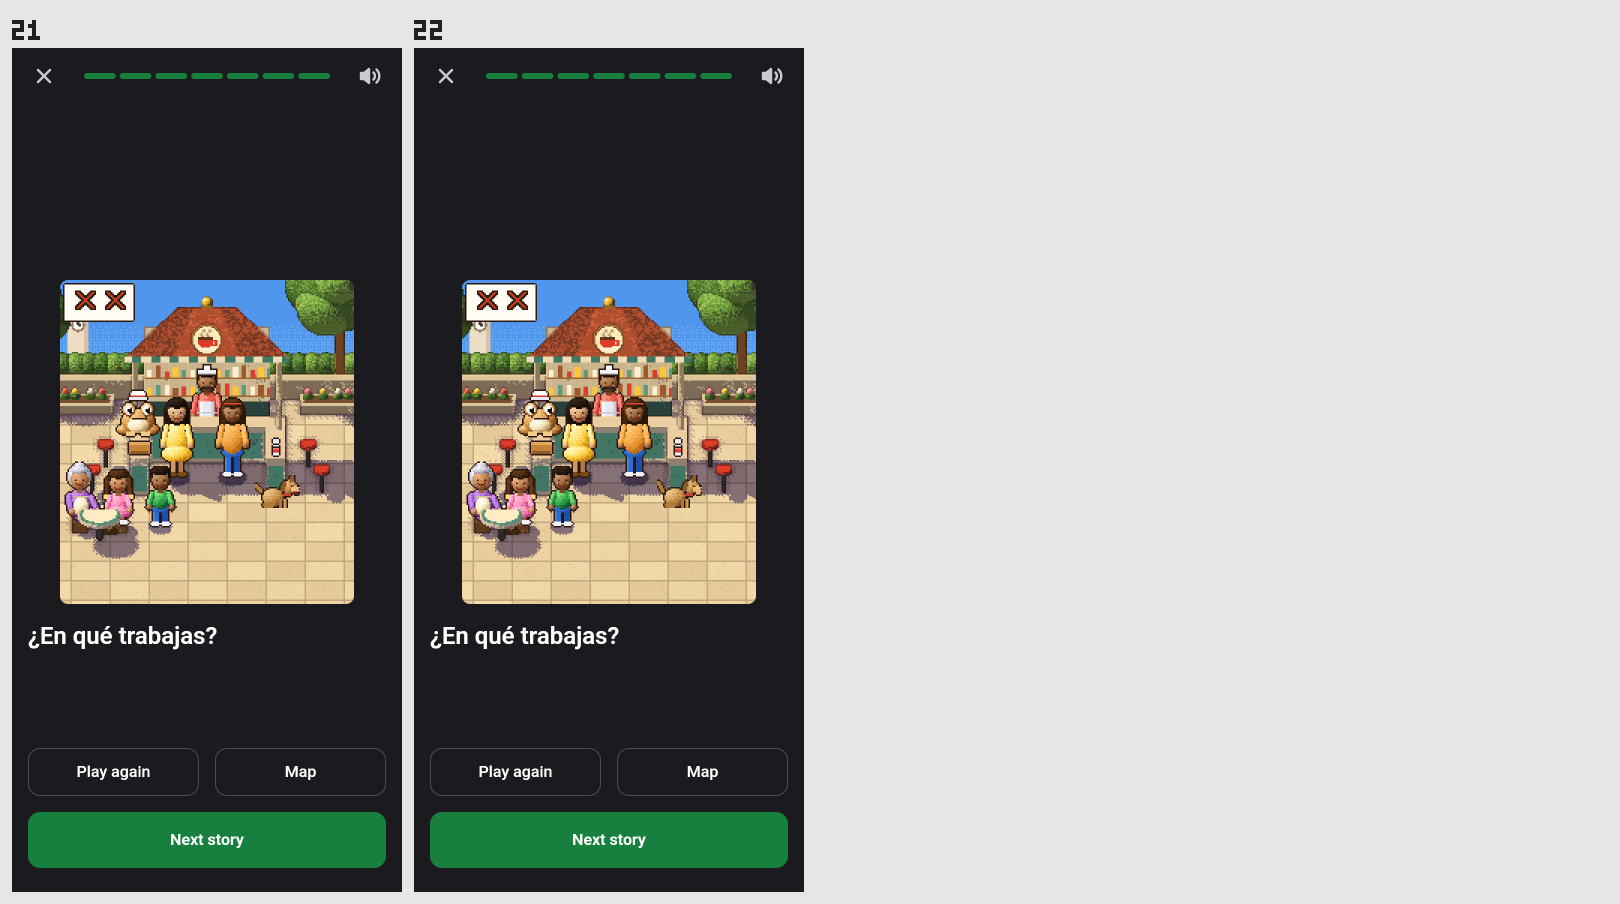 21
¿En qué trabajas?
Play again
Map
Next story
22
¿En qué trabajas?
Play again
Map
Next story